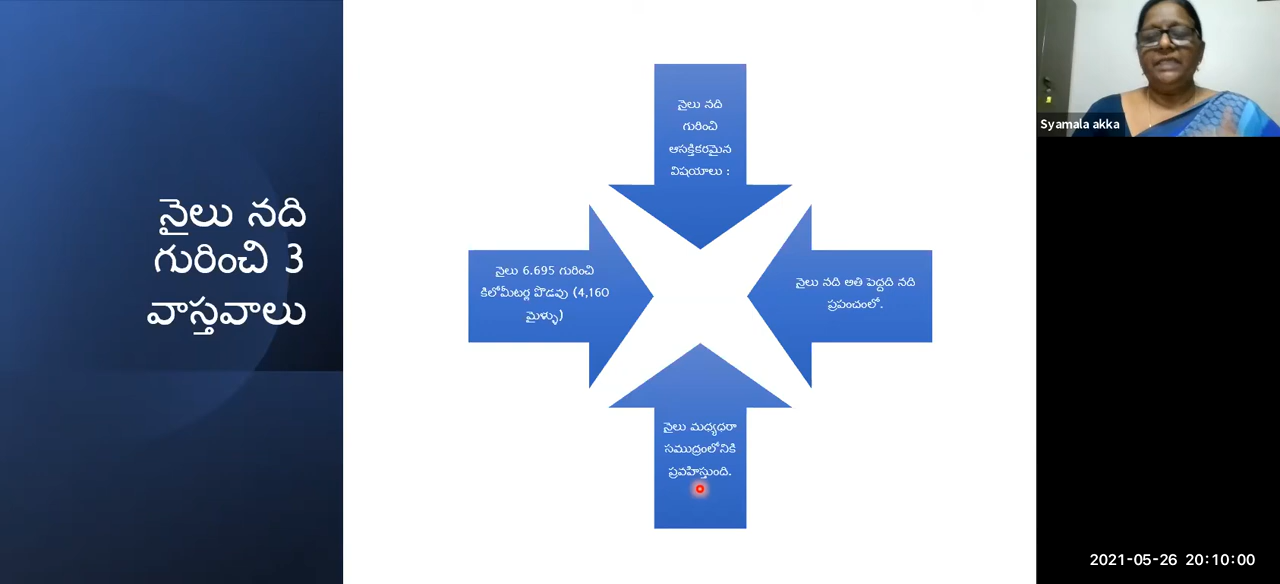 నైలు నది
గురించి 3
వాస్తవాలు
నైలు నది
గురించి
ఆసక్తికరమైన
విషయాలు :
నైలు 6.695 గురించి
కిలోమీటర్ల పొడవు (4,160
మైళ్ళు)
నైలు నది అతి పెద్దది నది
ప్రపంచంలో.
నైలు మధ్యధరా
సముద్రంలోనికి
ప్రవహిస్తుంది.
Syamala akka
2021-05-26 20:10:00